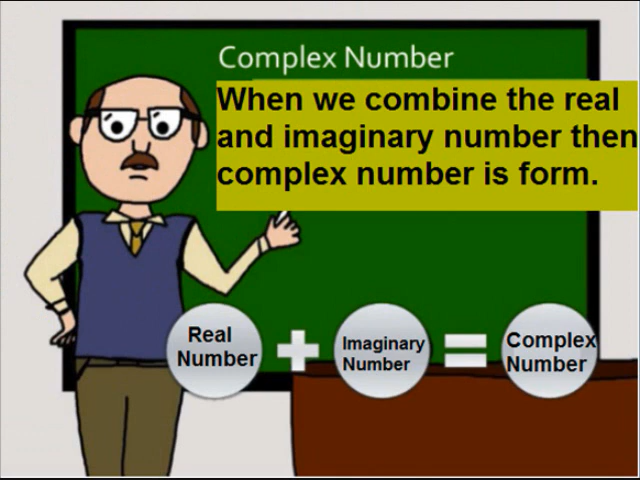 Complex Number
When we combine the real
and imaginary number then
complex number is form.
Real
Number
Imaginary
Number
Complex
Number